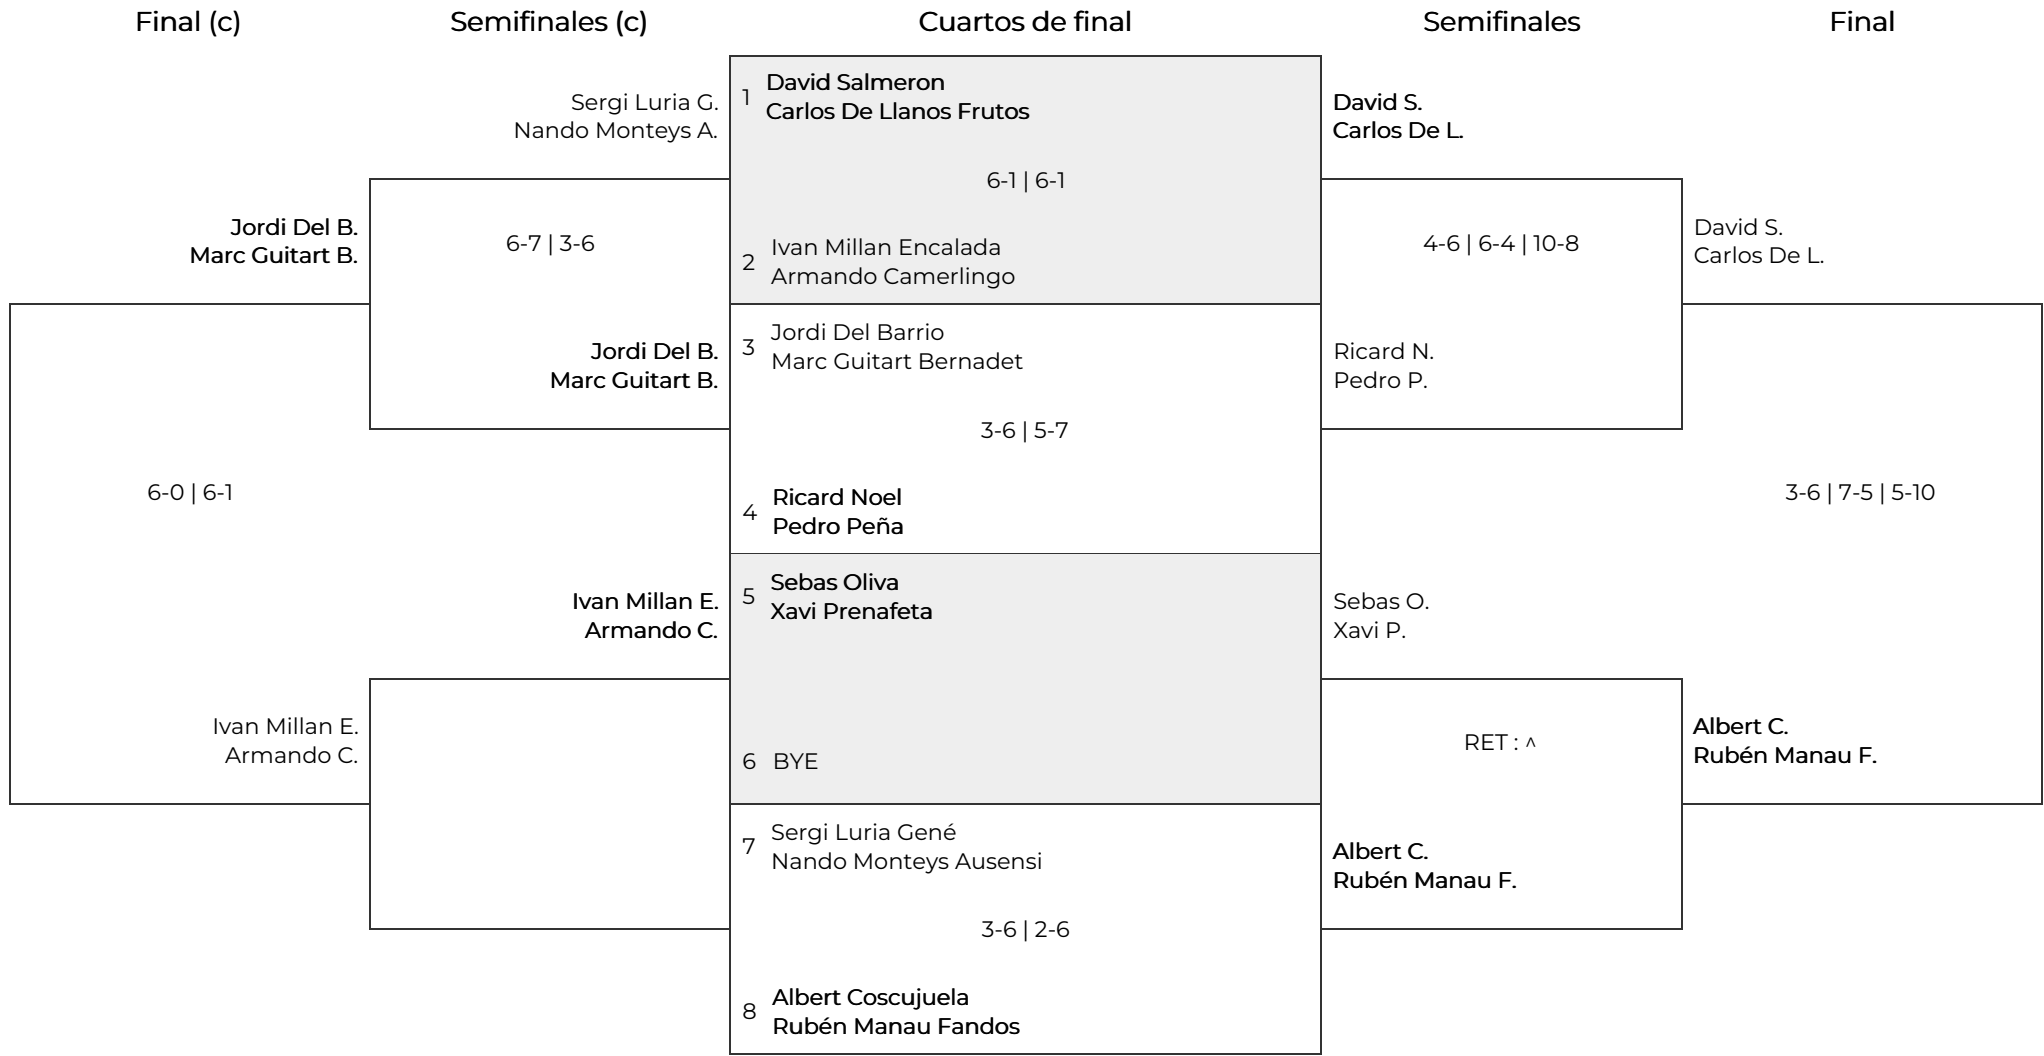 Final (c)
Semifinales (c)
Cuartos de final
Semifinales
Final
Sergi Luria G.
Nando Monteys A.
6-7 | 3-6
Jordi Del B.
Marc Guitart B.
Jordi Del B.
Marc Guitart B.
6-0 | 6-1
Ivan Millan E.
Armando C.
Ivan Millan E.
Armando C.
1
David Salmeron
Carlos De Llanos Frutos
6-1 | 6-1
2
Ivan Millan Encalada
Armando Camerlingo
3
Jordi Del Barrio
Marc Guitart Bernadet
3-6 | 5-7
4
Ricard Noel
Pedro Peña
5
Sebas Oliva
Xavi Prenafeta
6 BYE
7
Sergi Luria Gené
Nando Monteys Ausensi
3-6 | 2-6
8
Albert Coscujuela
Rubén Manau Fandos
David S.
Carlos De L.
4-6 | 6-4 | 10-8
Ricard N.
Pedro P.
Sebas O.
Xavi P.
RET : ^
Albert C.
Rubén Manau F.
David S.
Carlos De L.
3-6 | 7-5 | 5-10
Albert C.
Rubén Manau F.